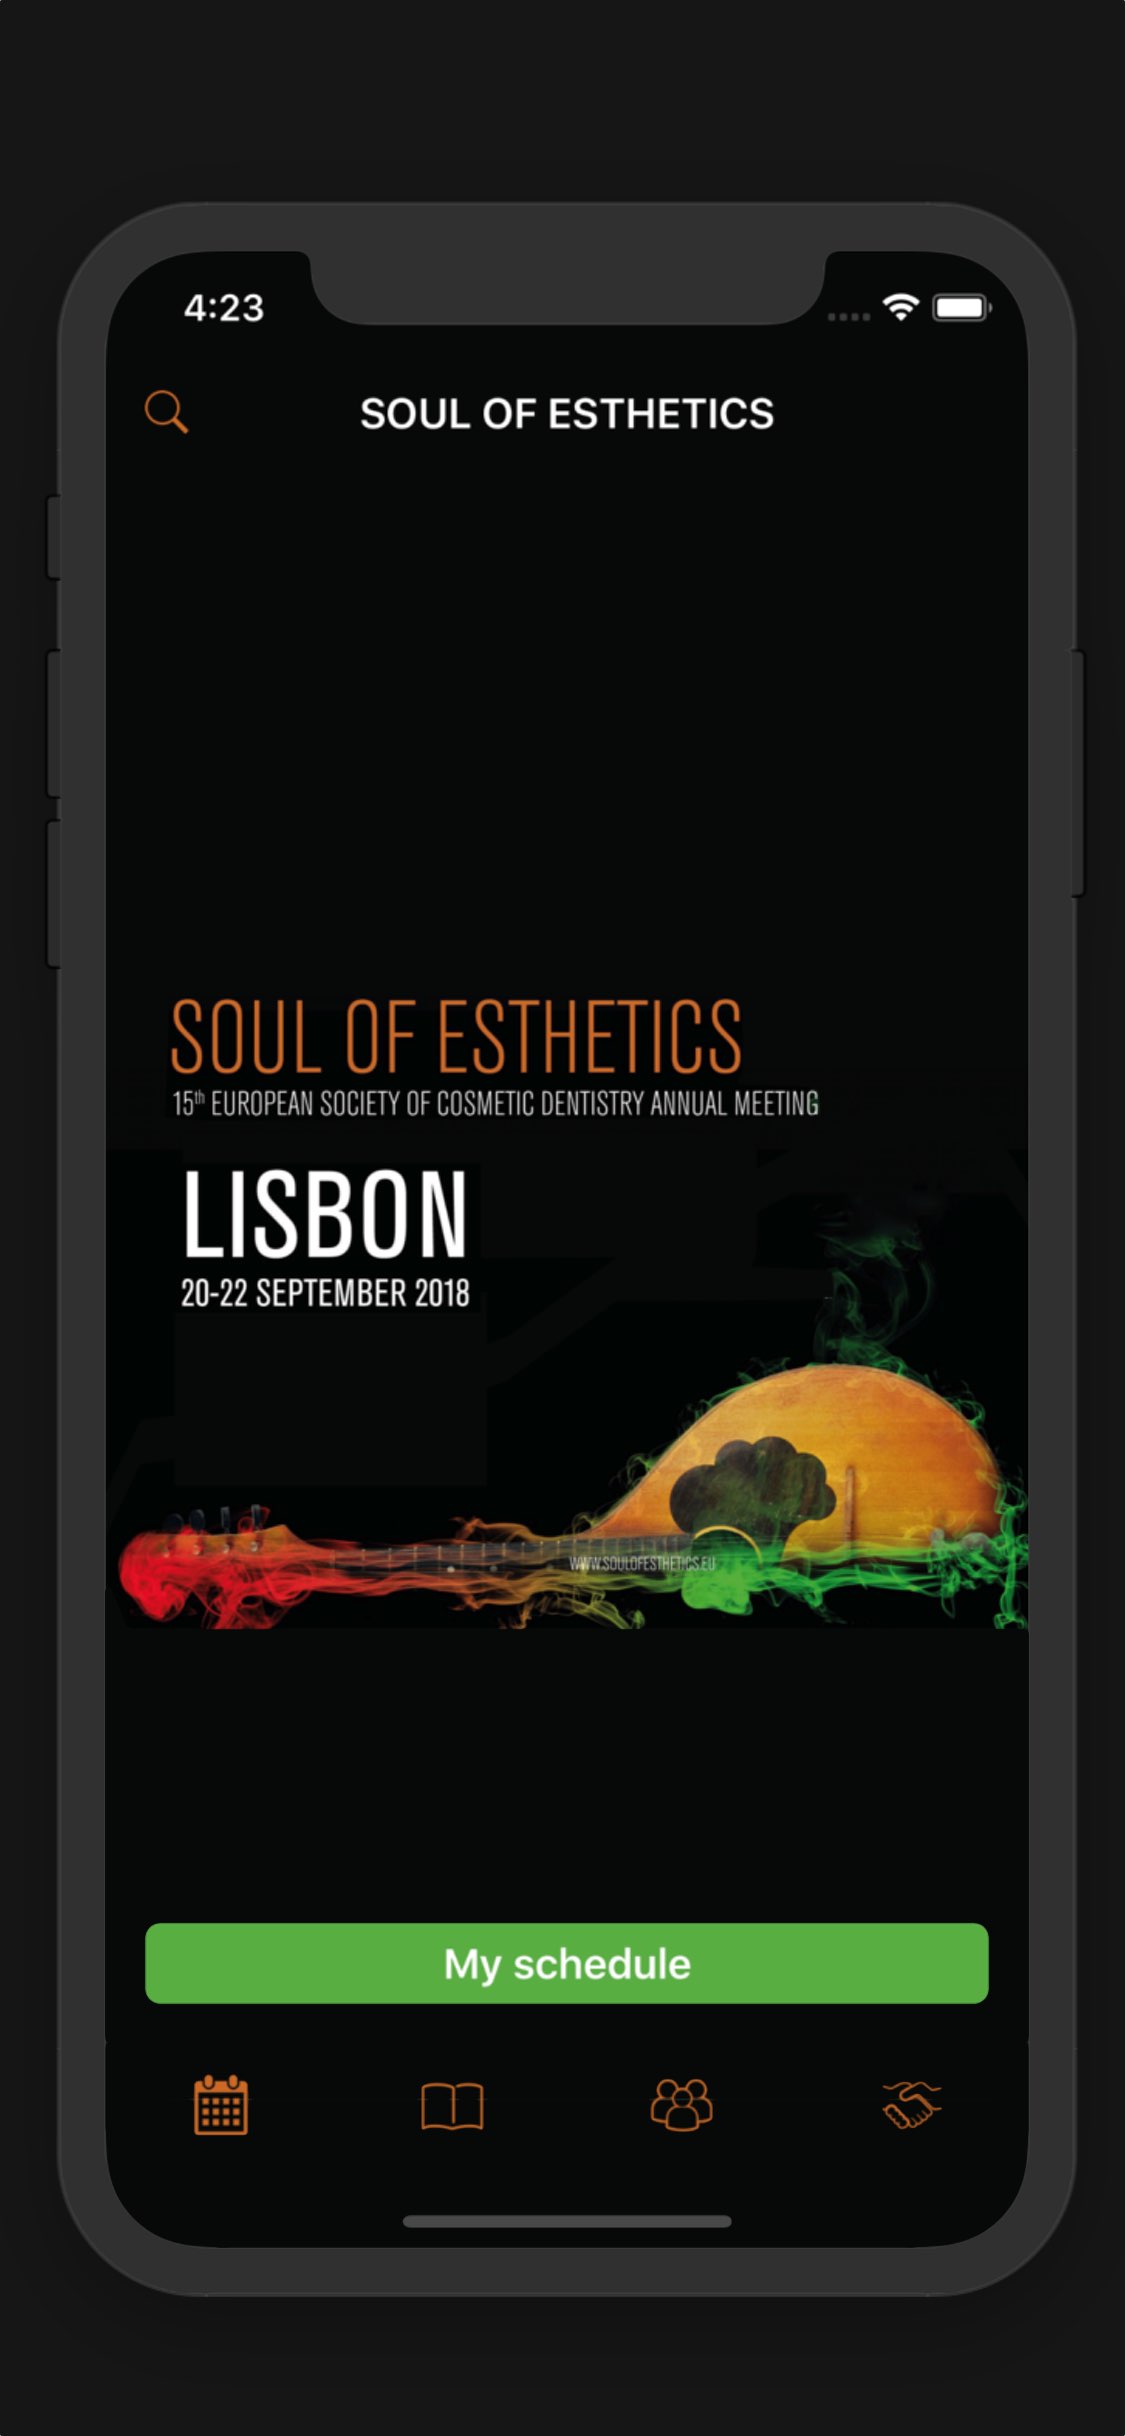 4:23
SOUL OF ESTHETICS
SOUL OF ESTHETICS
15th EUROPEAN SOCIETY OF COSMETIC DENTISTRY ANNUAL MEETING
LISBON
20-22 SEPTEMBER 2018
WWW.SOULOFESTHETICS.EU
My schedule